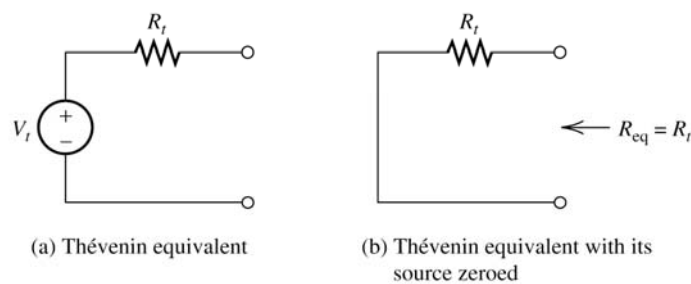 R_t
V_t
+
−
(a) Thévenin equivalent
R_t
R_eq = R_t
(b) Thévenin equivalent with its
source zeroed